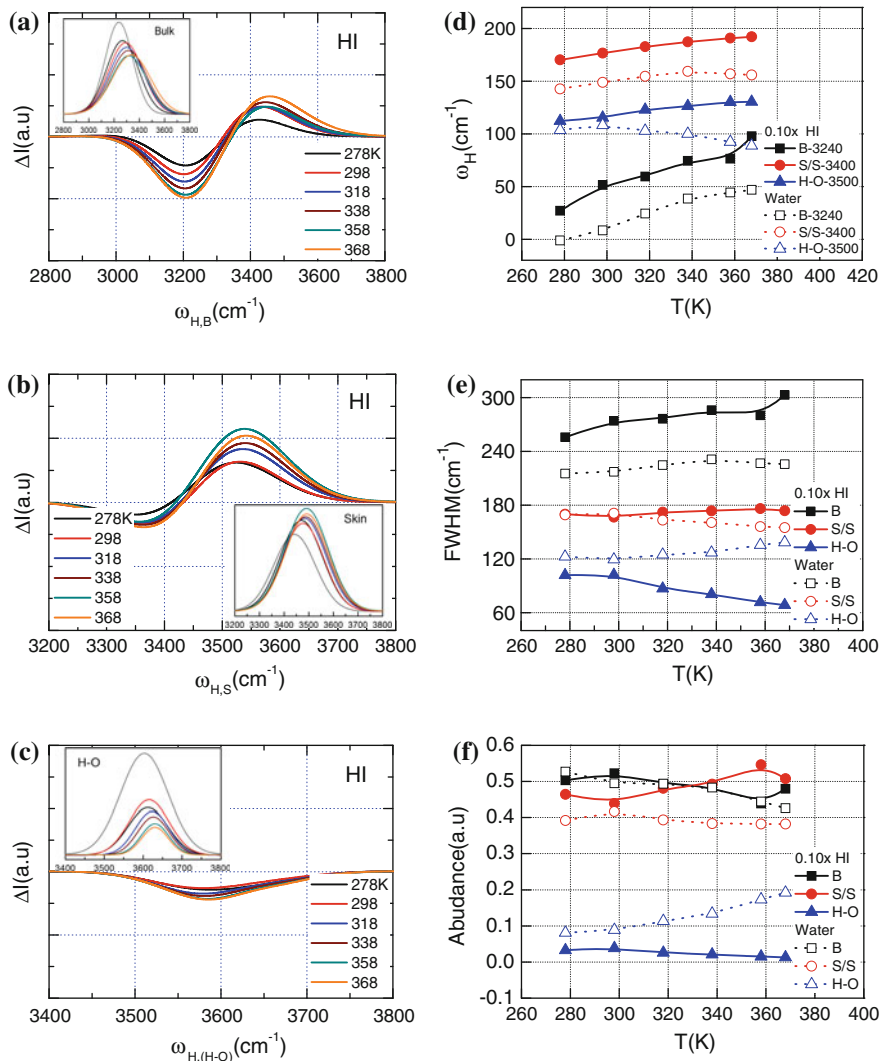 (a)
Bulk
HI
ΔI(a.u)
2800 3000 3200 3400 3600 3800
278K
298
318
338
358
368
2800 3000 3200 3400 3600 3800
ω_H,B(cm⁻¹)
(b)
HI
ΔI(a.u)
278K
298
318
338
358
368
Skin
3200 3300 3400 3500 3600 3700 3800
3200 3300 3400 3500 3600 3700 3800
ω_H,S(cm⁻¹)
(c)
H-O
HI
ΔI(a.u)
3400 3500 3600 3700 3800
278K
298
318
338
358
368
3400 3500 3600 3700 3800
ω_H,(H-O)(cm⁻¹)
(d)
ω_H(cm⁻¹)
200
150
100
50
0
0.10x HI
B-3240
S/S-3400
H-O-3500
Water
B-3240
S/S-3400
H-O-3500
260 280 300 320 340 360 380 400 420
T(K)
(e)
FWHM(cm⁻¹)
300
240
180
120
60
0.10x HI
B
S/S
H-O
Water
B
S/S
H-O
260 280 300 320 340 360 380 400
T(K)
(f)
Abudance(a.u)
0.6
0.5
0.4
0.3
0.2
0.1
0.0
-0.1
0.10x HI
B
S/S
H-O
Water
B
S/S
H-O
260 280 300 320 340 360 380 400
T(K)